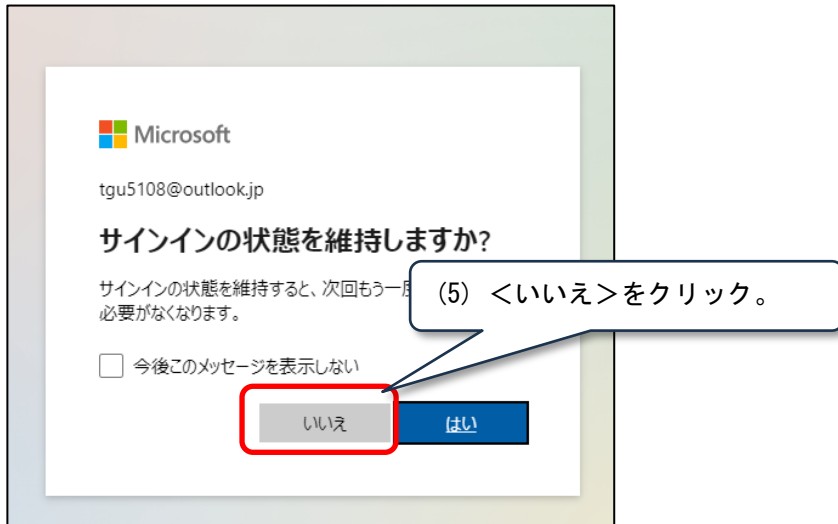 Microsoft
tgu5108@outlook.jp
サインインの状態を維持しますか?
サインインの状態を維持すると、次回もう一度
必要がなくなります。
(5) <いいえ>をクリック。
今後このメッセージを表示しない
いいえ
はい